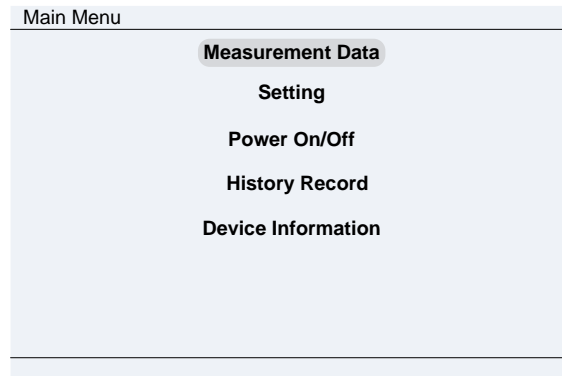 Main Menu
Measurement Data
Setting
Power On/Off
History Record
Device Information